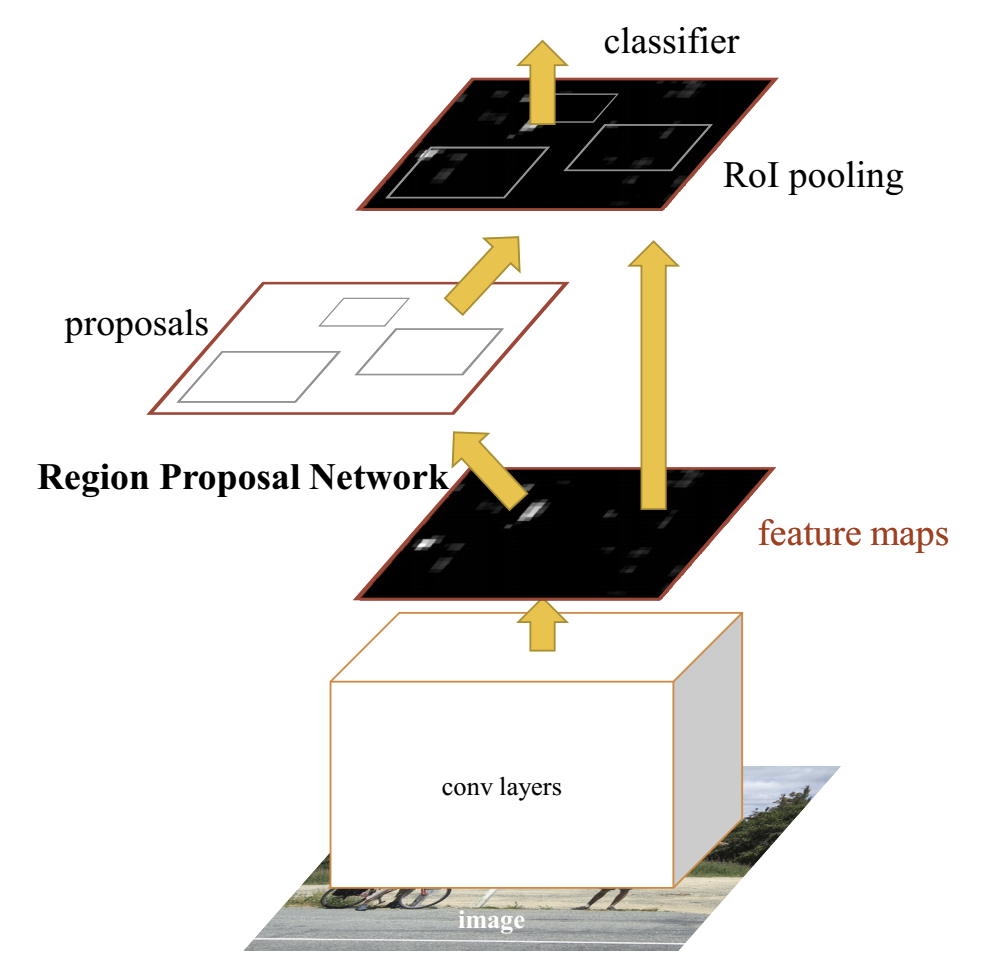 classifier
RoI pooling
proposals
Region Proposal Network
feature maps
conv layers
image